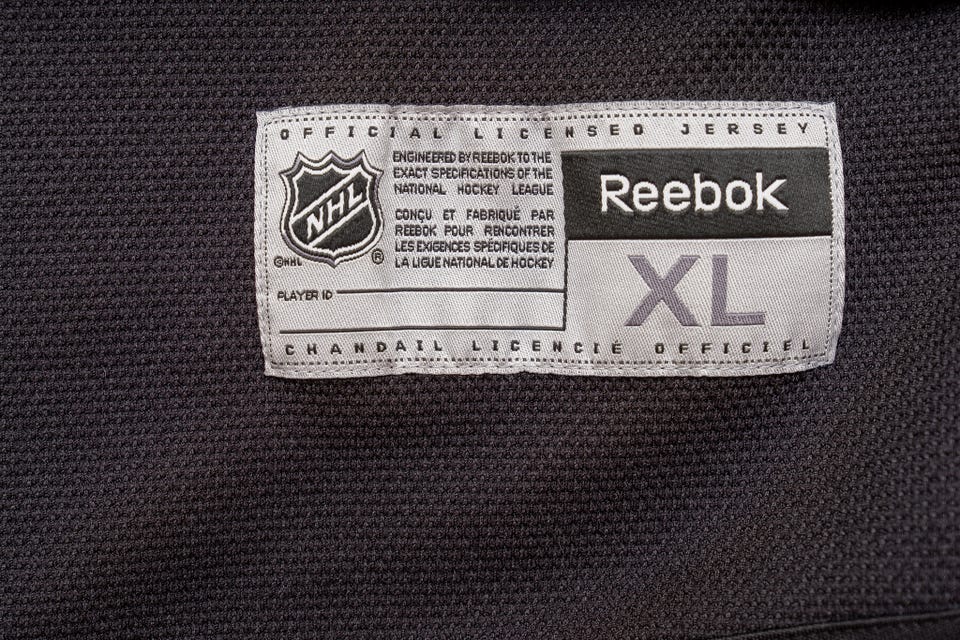 OFFICIAL LICENSED JERSEY
NHL
©NHL
®
ENGINEERED BY REEBOK TO THE
EXACT SPECIFICATIONS OF THE
NATIONAL HOCKEY LEAGUE
CONÇU ET FABRIQUÉ PAR
REEBOK POUR RENCONTRER
LES EXIGENCES SPÉCIFIQUES DE
LA LIGUE NATIONAL DE HOCKEY
PLAYER ID
Reebok
XL
CHANDAIL LICENCIÉ OFFICIEL